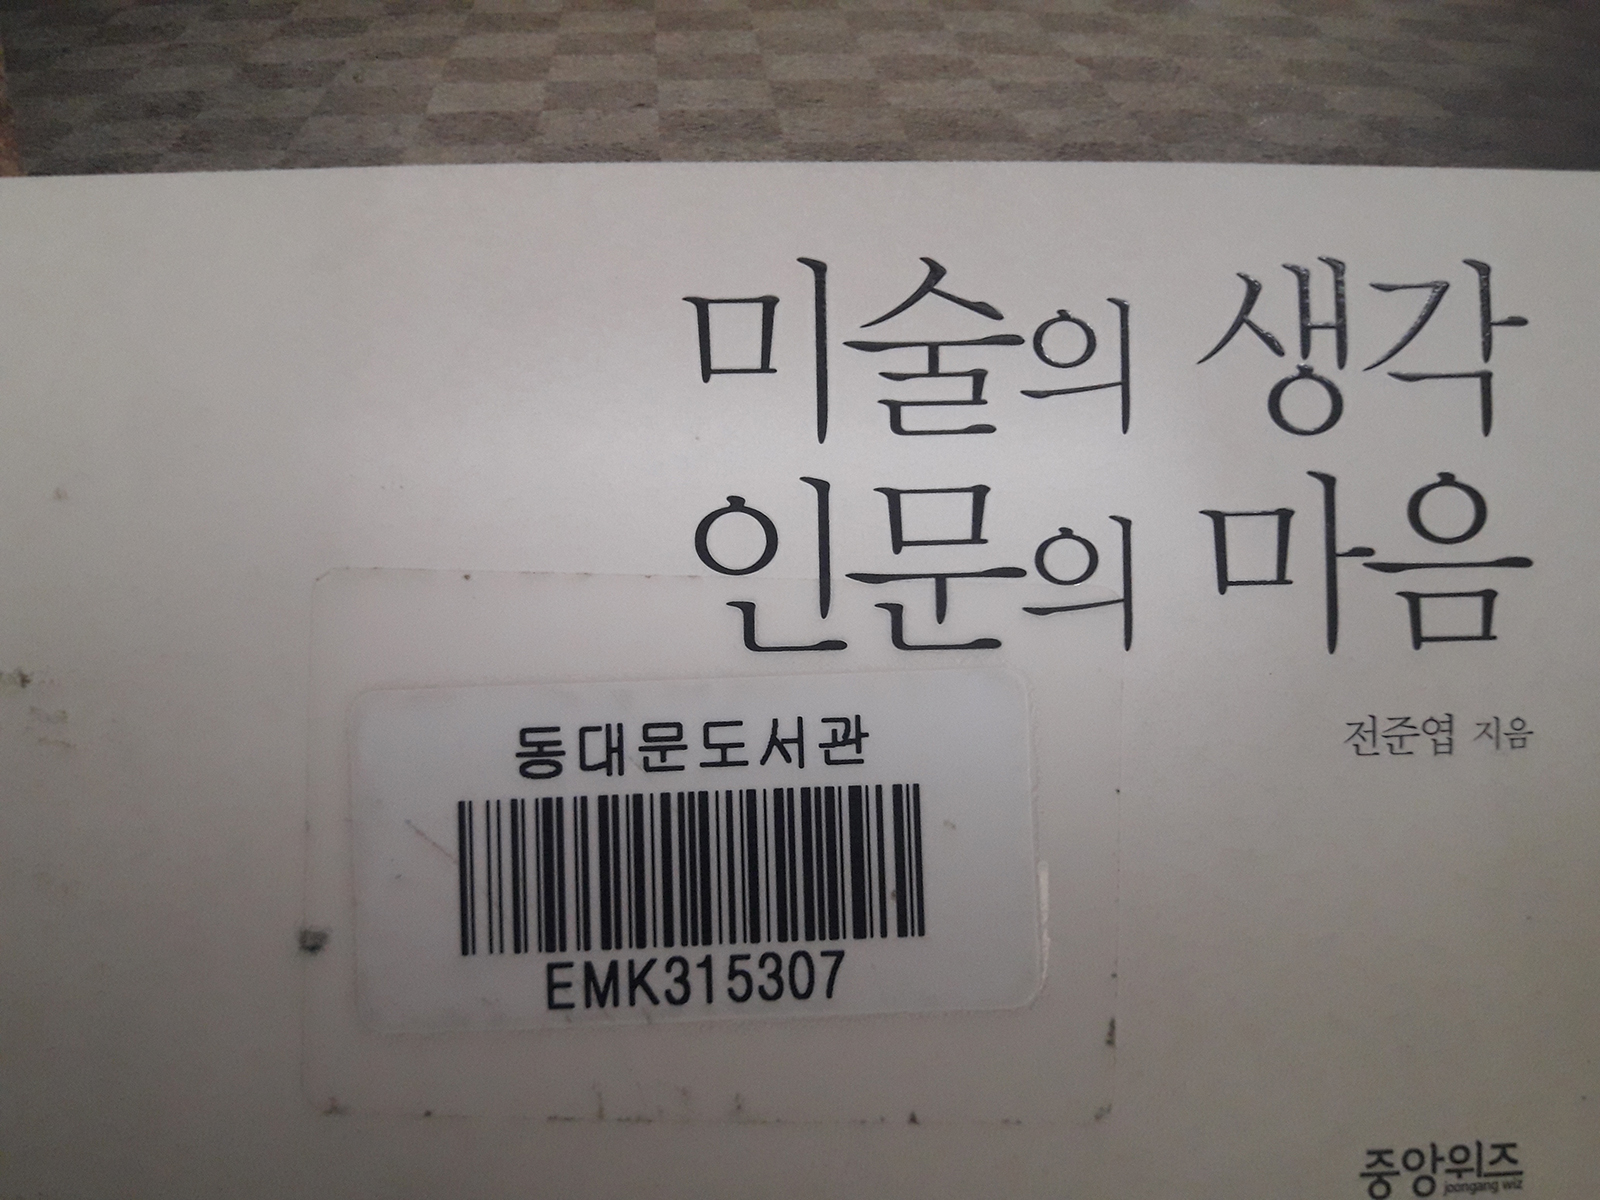 미술의 생각
인문의 마음
전준엽 지음
동대문도서관
EMK315307
중앙위즈
joongang wiz